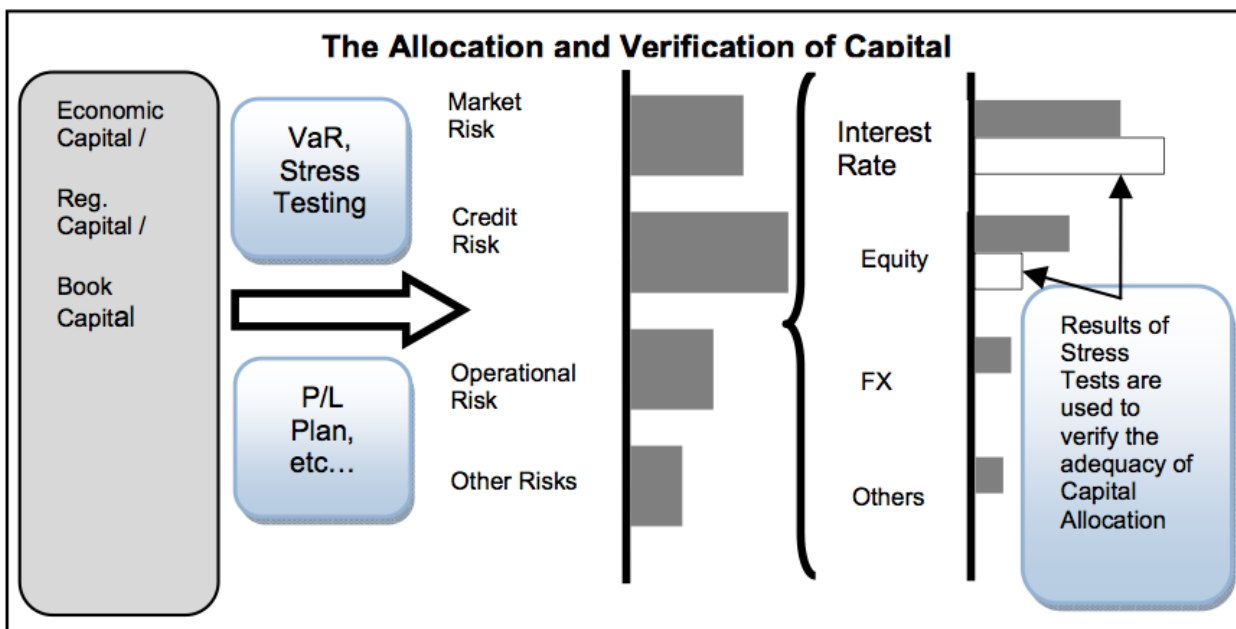 The Allocation and Verification of Capital
Economic
Capital /
Reg.
Capital /
Book
Capital
VaR,
Stress
Testing
P/L
Plan,
etc...
Market
Risk
Credit
Risk
Operational
Risk
Other Risks
Interest
Rate
Equity
FX
Others
Results of
Stress
Tests are
used to
verify the
adequacy of
Capital
Allocation